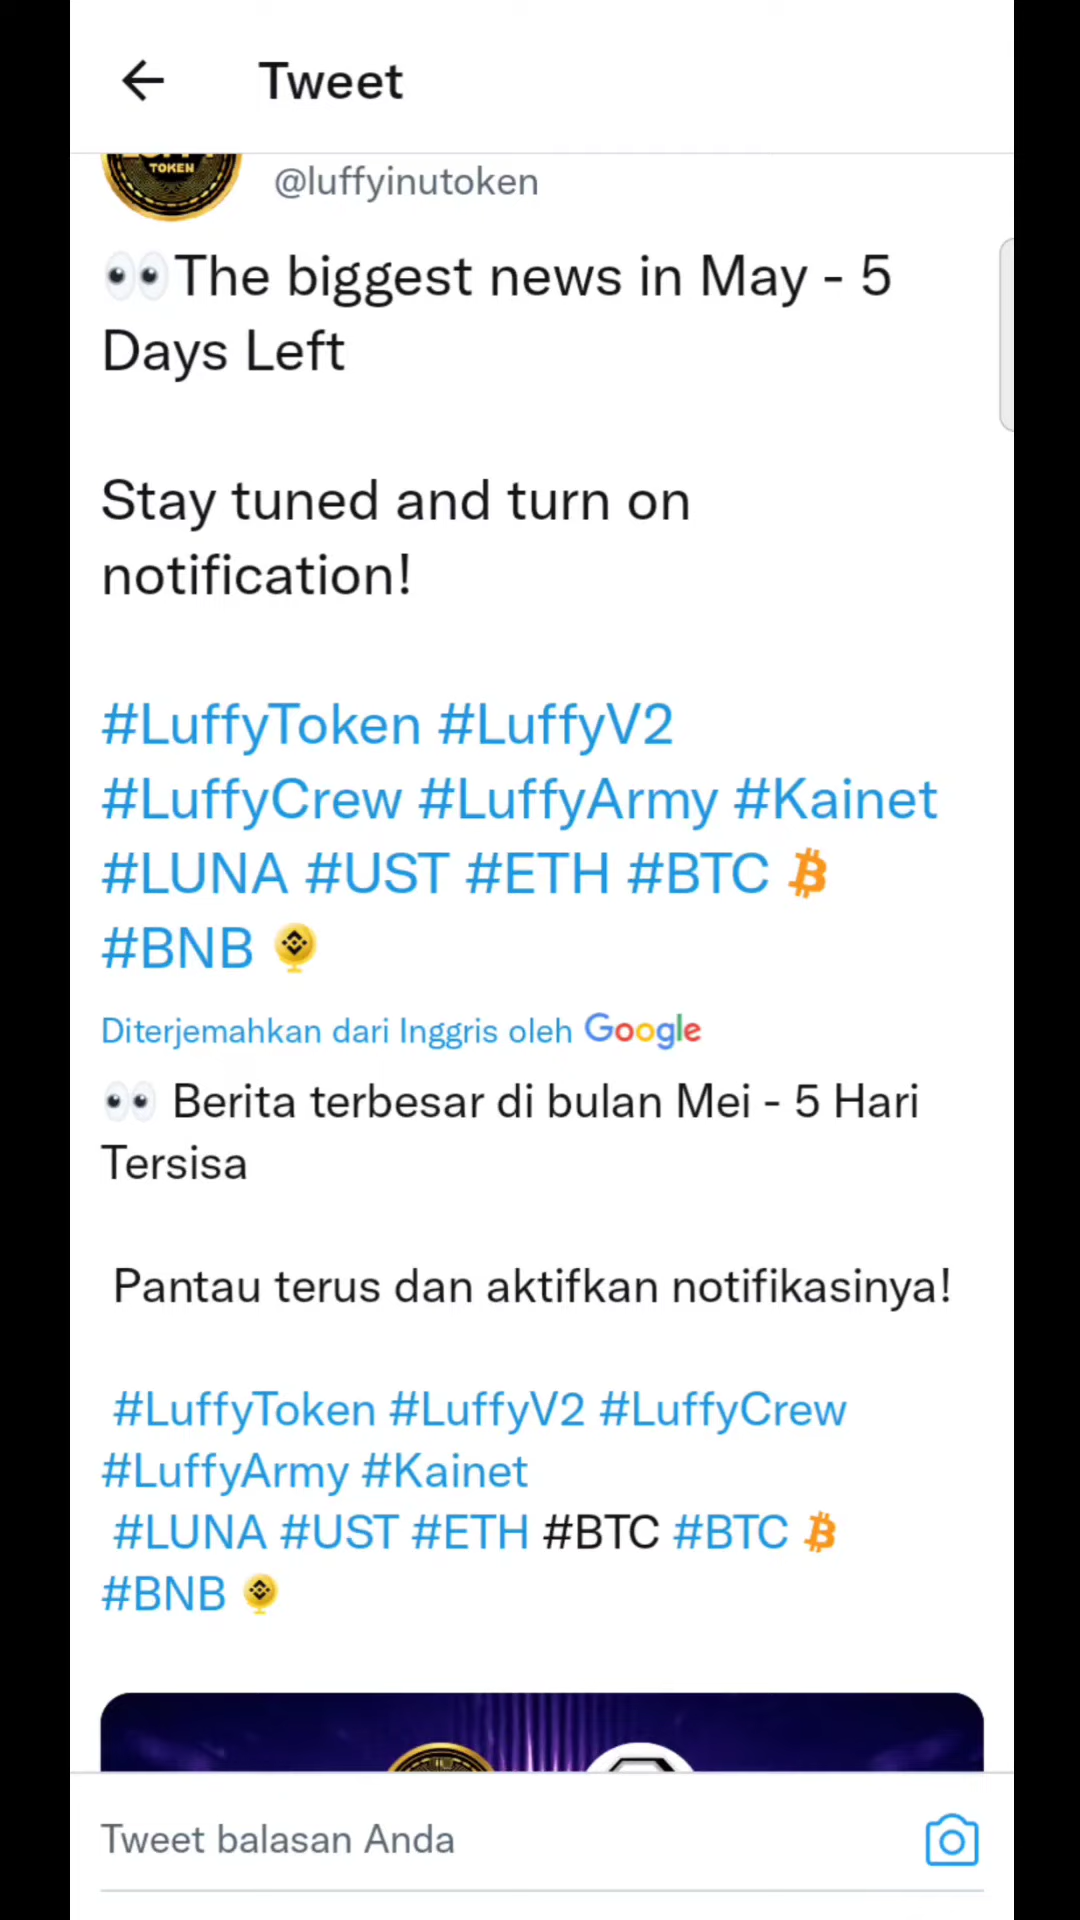 Tweet
TOKEN
@luffyinutoken
👀The biggest news in May - 5
Days Left
Stay tuned and turn on
notification!
#LuffyToken #LuffyV2
#LuffyCrew #LuffyArmy #Kainet
#LUNA #UST #ETH #BTC
#BNB
Diterjemahkan dari Inggris oleh Google
👀 Berita terbesar di bulan Mei - 5 Hari
Tersisa
Pantau terus dan aktifkan notifikasinya!
#LuffyToken #LuffyV2 #LuffyCrew
#LuffyArmy #Kainet
#LUNA #UST #ETH #BTC #BTC
#BNB
Tweet balasan Anda